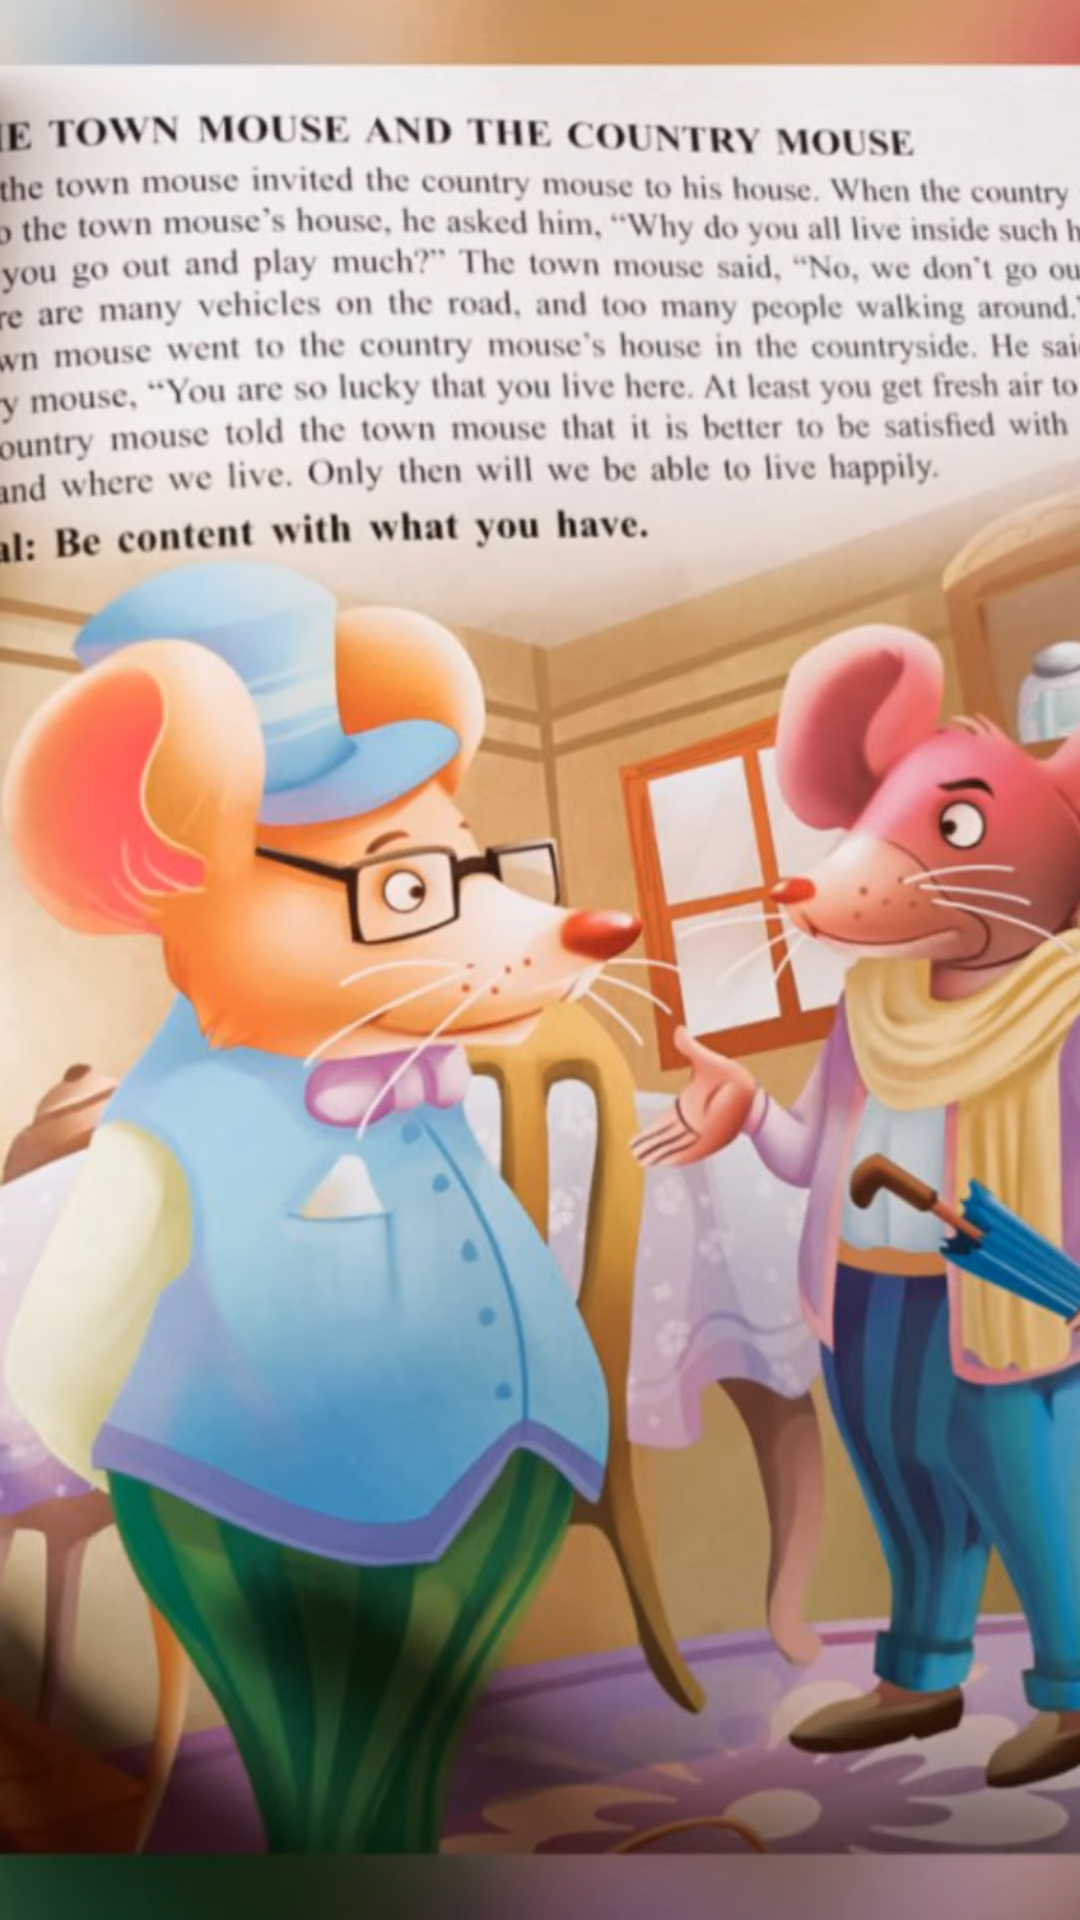 TOWN MOUSE AND THE COUNTRY MOUSE
the town mouse invited the country mouse to his house. When the country
the town mouse's house, he asked him, “Why do you all live inside such
you go out and play much?” The town mouse said, “No, we don't go
are many vehicles on the road, and too many people walking around.”
mouse went to the country mouse's house in the countryside. He
mouse, “You are so lucky that you live here. At least you get fresh air to
mouse told the town mouse that it is better to be satisfied with
and where we live. Only then will we be able to live happily.
Be content with what you have.